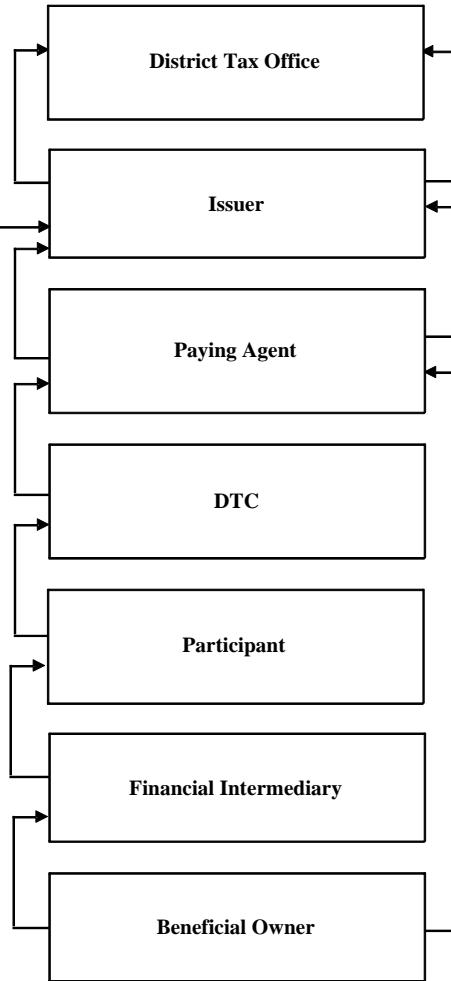 District Tax Office
Issuer
Paying Agent
DTC
Participant
Financial Intermediary
Beneficial Owner